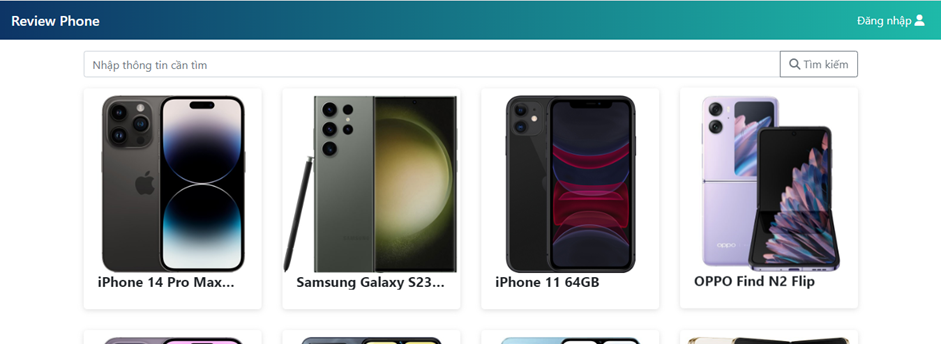 Review Phone
Đăng nhập
Nhập thông tin cần tìm
Tìm kiếm
oppo
iPhone 14 Pro Max...
Samsung Galaxy S23...
iPhone 11 64GB
OPPO Find N2 Flip